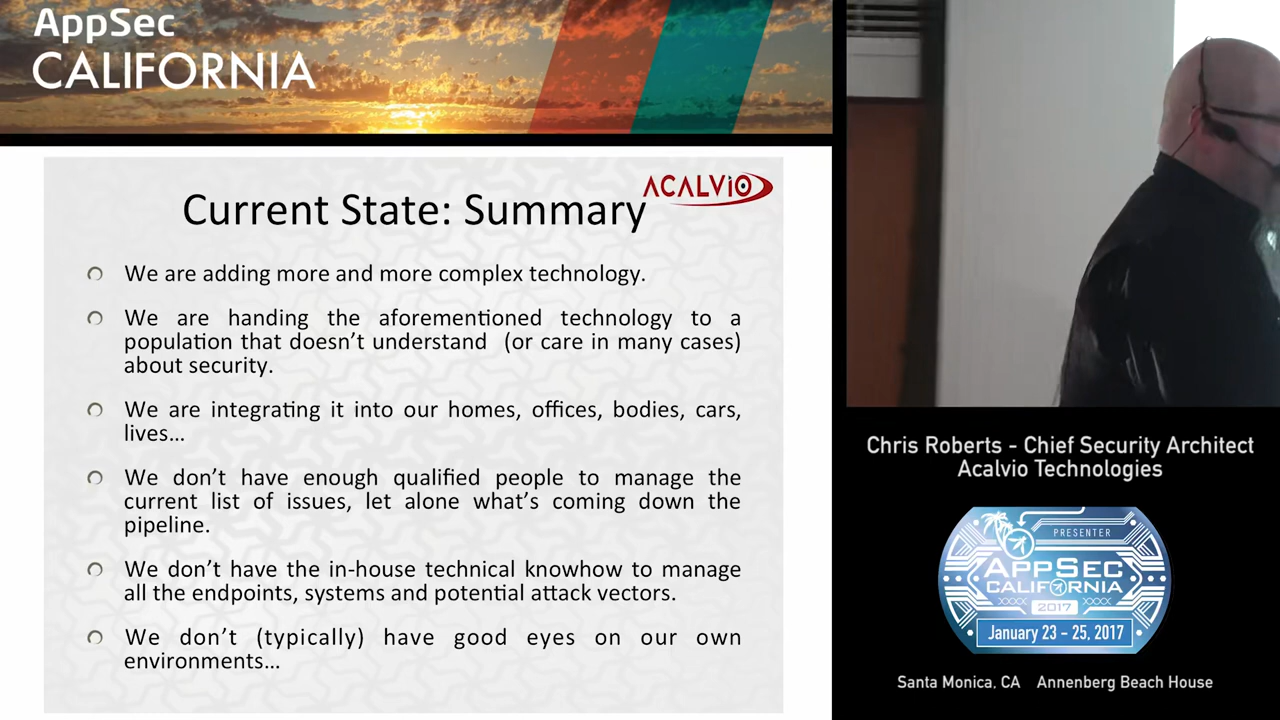 AppSec
CALIFORNIA
ACALVIO
Current State: Summary
We are adding more and more complex technology.
We are handing the aforementioned technology to a
population that doesn’t understand (or care in many cases)
about security.
We are integrating it into our homes, offices, bodies, cars,
lives…
We don’t have enough qualified people to manage the
current list of issues, let alone what’s coming down the
pipeline.
We don’t have the in-house technical knowhow to manage
all the endpoints, systems and potential attack vectors.
We don’t (typically) have good eyes on our own
environments…
Chris Roberts - Chief Security Architect
Acalvio Technologies
PRESENTER
APPSEC
CALIFORNIA
2017
January 23 – 25, 2017
Santa Monica, CA Annenberg Beach House